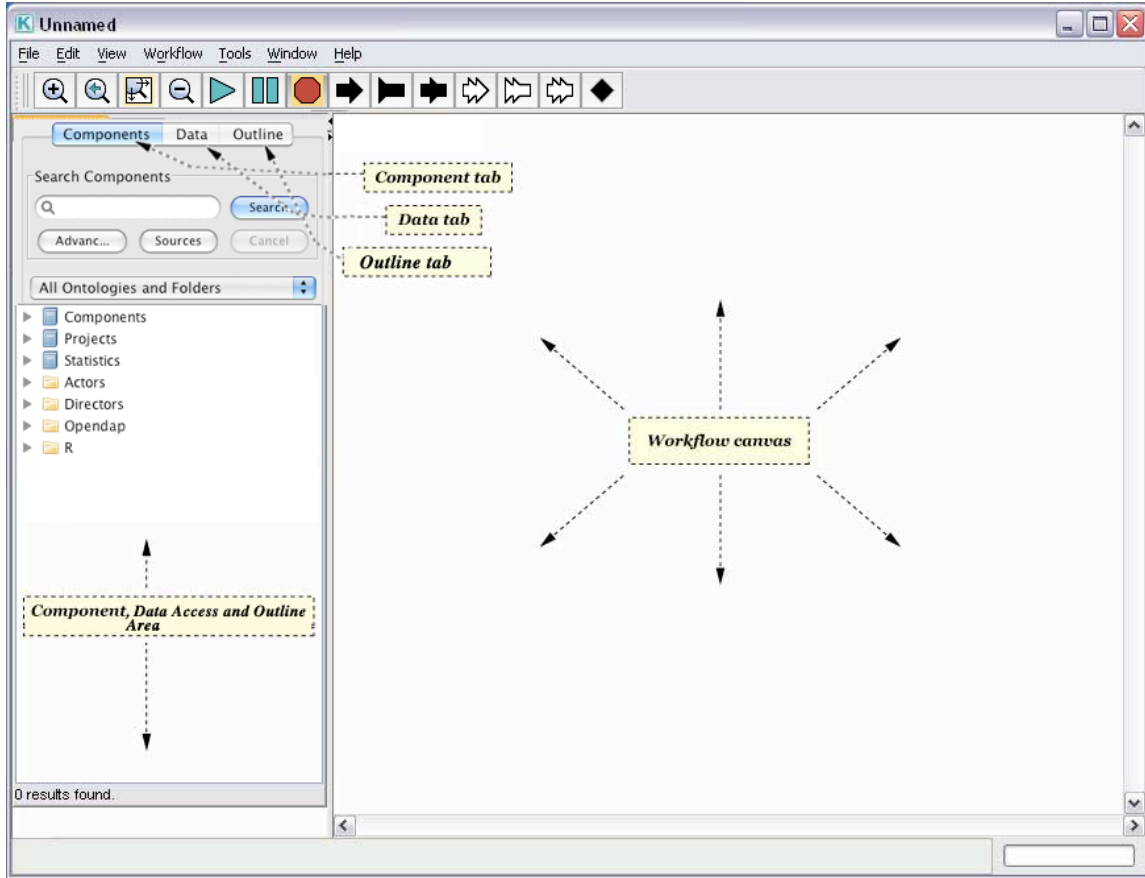 Unnamed
File Edit View Workflow Tools Window Help
Components Data Outline
Component tab
Search Components
Search
Data tab
Advanc... Sources Cancel
Outline tab
All Ontologies and Folders
Components
Projects
Statistics
Actors
Directors
Opendap
R
Workflow canvas
Component, Data Access and Outline
Area
0 results found.